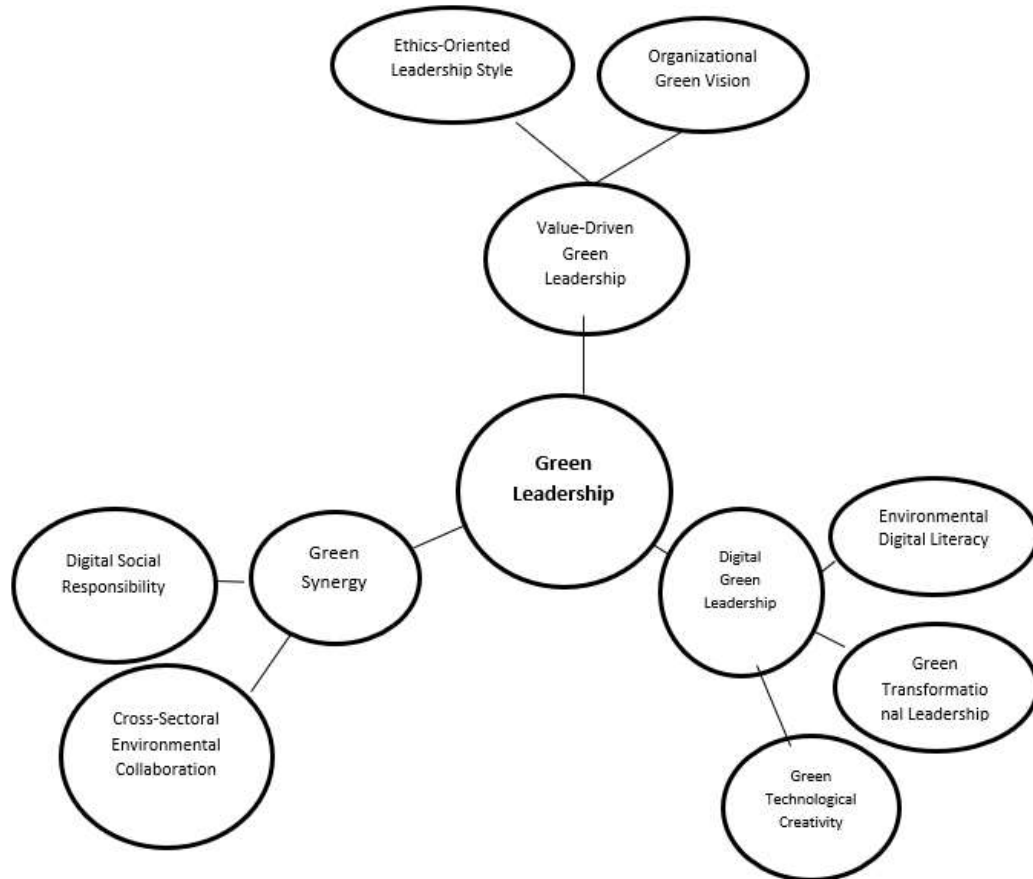 Ethics-Oriented
Leadership Style
Organizational
Green Vision
Value-Driven
Green
Leadership
Green
Leadership
Environmental
Digital Literacy
Digital
Green
Leadership
Green
Synergy
Digital Social
Responsibility
Green
Transformatio
nal Leadership
Cross-Sectoral
Environmental
Collaboration
Green
Technological
Creativity